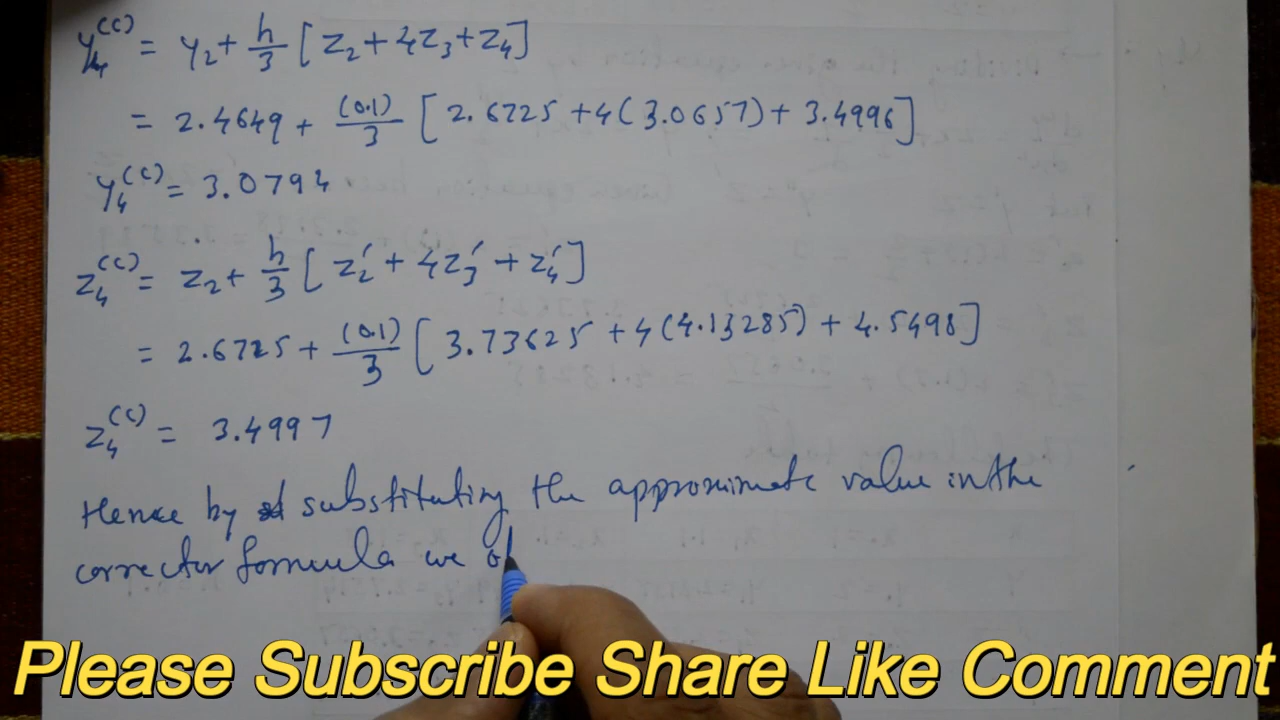 y₄⁽ᶜ⁾ = y₂ + h/3 [ z₂ + 4z₃ + z₄ ]
= 2.4649 + (0.1)/3 [ 2.6725 + 4(3.0657) + 3.4996 ]
y₄⁽ᶜ⁾ = 3.0794
z₄⁽ᶜ⁾ = z₂ + h/3 [ z₂′ + 4z₃′ + z₄′ ]
= 2.6725 + (0.1)/3 [ 3.73625 + 4(4.13285) + 4.5498 ]
z₄⁽ᶜ⁾ = 3.4997
Hence by substituting the approximate value in the
corrector formula we
Please Subscribe Share Like Comment